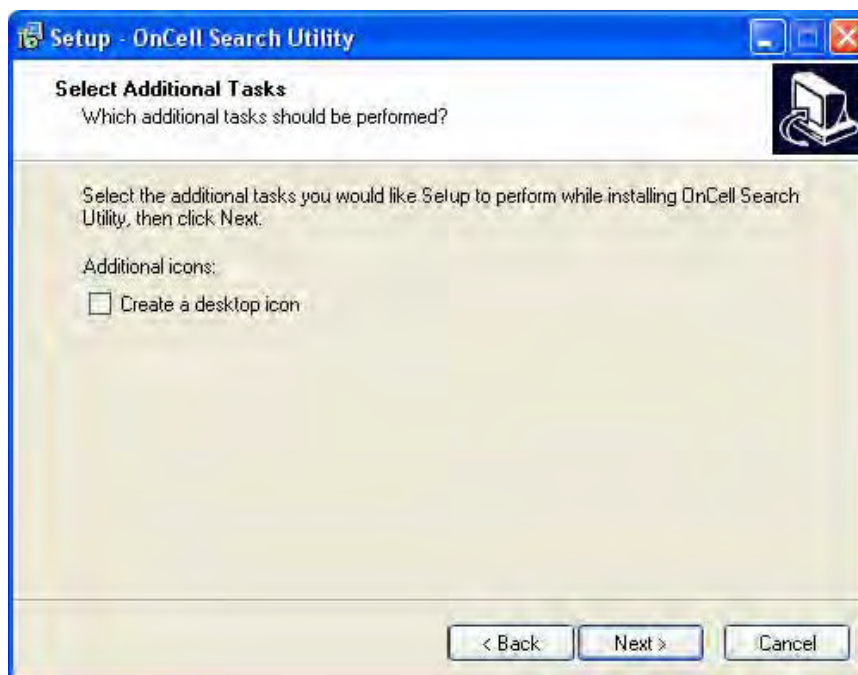 Setup - OnCell Search Utility
Select Additional Tasks
Which additional tasks should be performed?
Select the additional tasks you would like Setup to perform while installing OnCell Search
Utility, then click Next.
Additional icons:
Create a desktop icon
< Back
Next >
Cancel